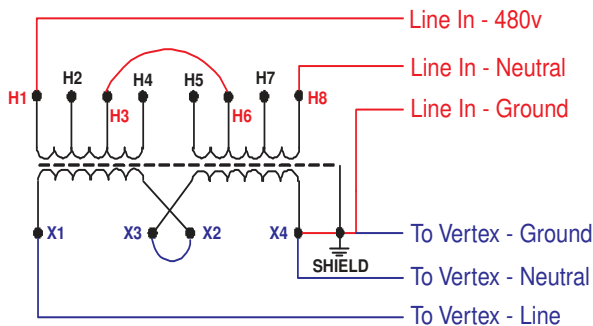 Line In - 480v
Line In - Neutral
Line In - Ground
H1
H2
H3
H4
H5
H6
H7
H8
X1
X3
X2
X4
SHIELD
To Vertex - Ground
To Vertex - Neutral
To Vertex - Line